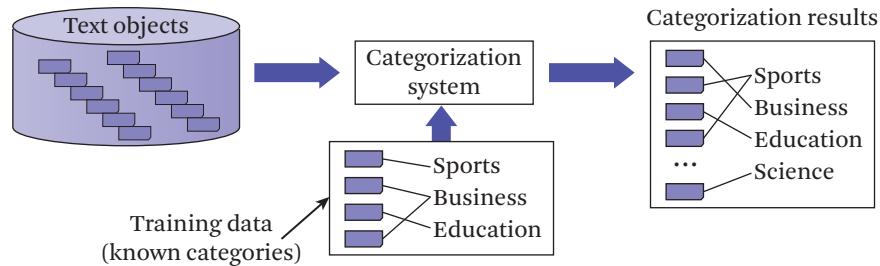 Text objects
Categorization
system
Categorization results
Sports
Business
Education
...
Science
Sports
Business
Education
Training data
(known categories)